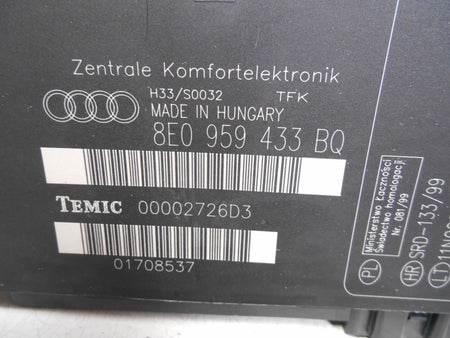 Zentrale Komfortelektronik
H33/S0032 TFK
MADE IN HUNGARY
8E0 959 433 BQ
TEMIC 00002726D3
01708537
PL
Ministerstwo Łączności
Świadectwo homologacji
Nr. 081/99
HR SRD-133/99
LT